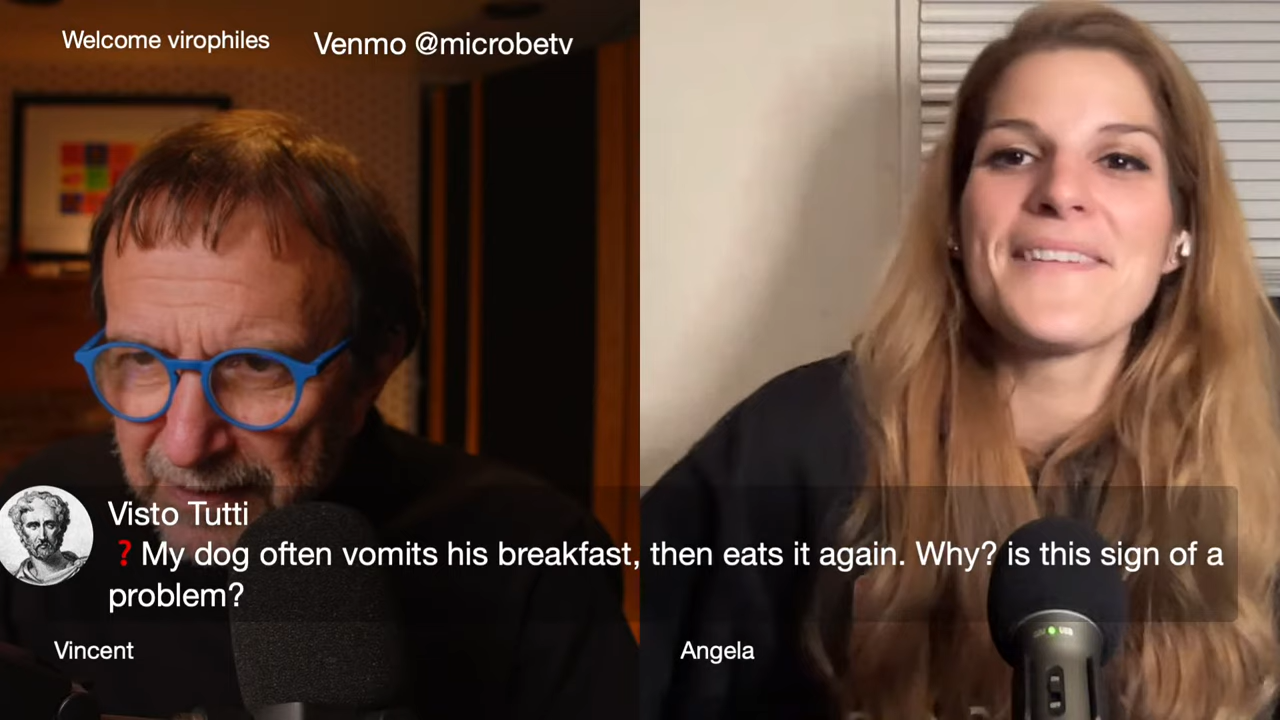 Welcome virophiles
Venmo @microbetv
Visto Tutti
❓My dog often vomits his breakfast, then eats it again. Why? is this sign of a
problem?
Vincent
Angela